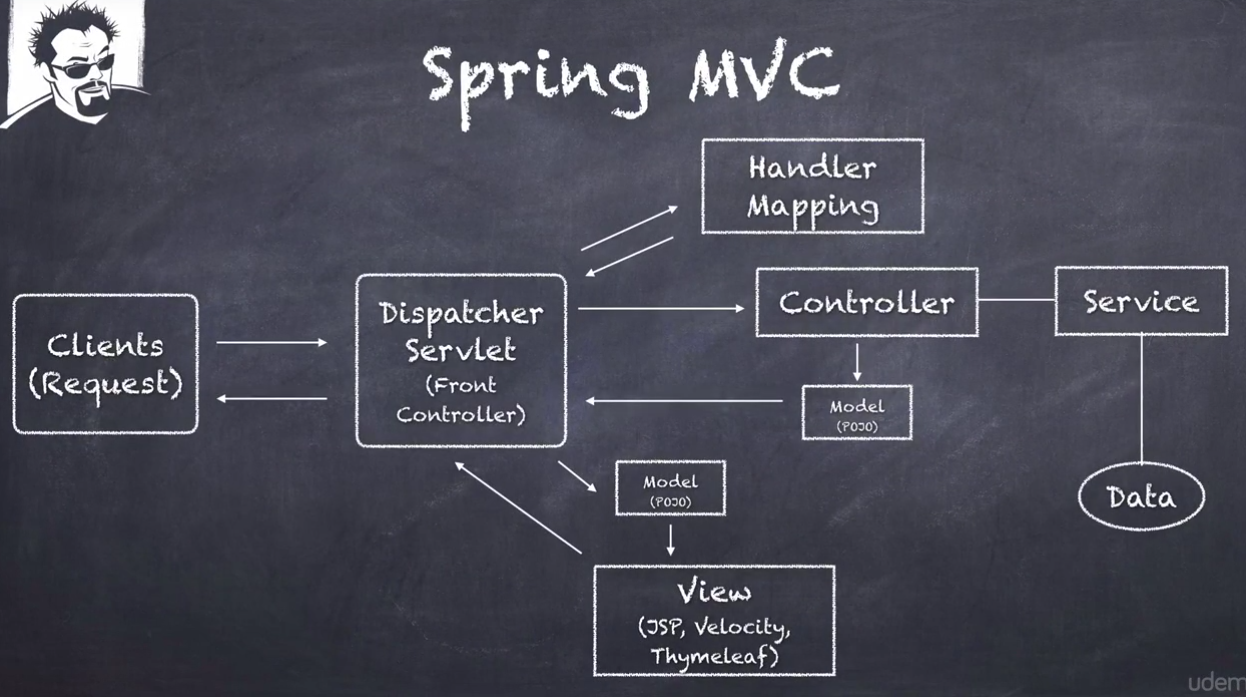 Spring MVC
Handler
Mapping
Clients
(Request)
Dispatcher
Servlet
(Front
Controller)
Controller
Service
Model
(POJO)
Model
(POJO)
Data
View
(JSP, Velocity,
Thymeleaf)
udem